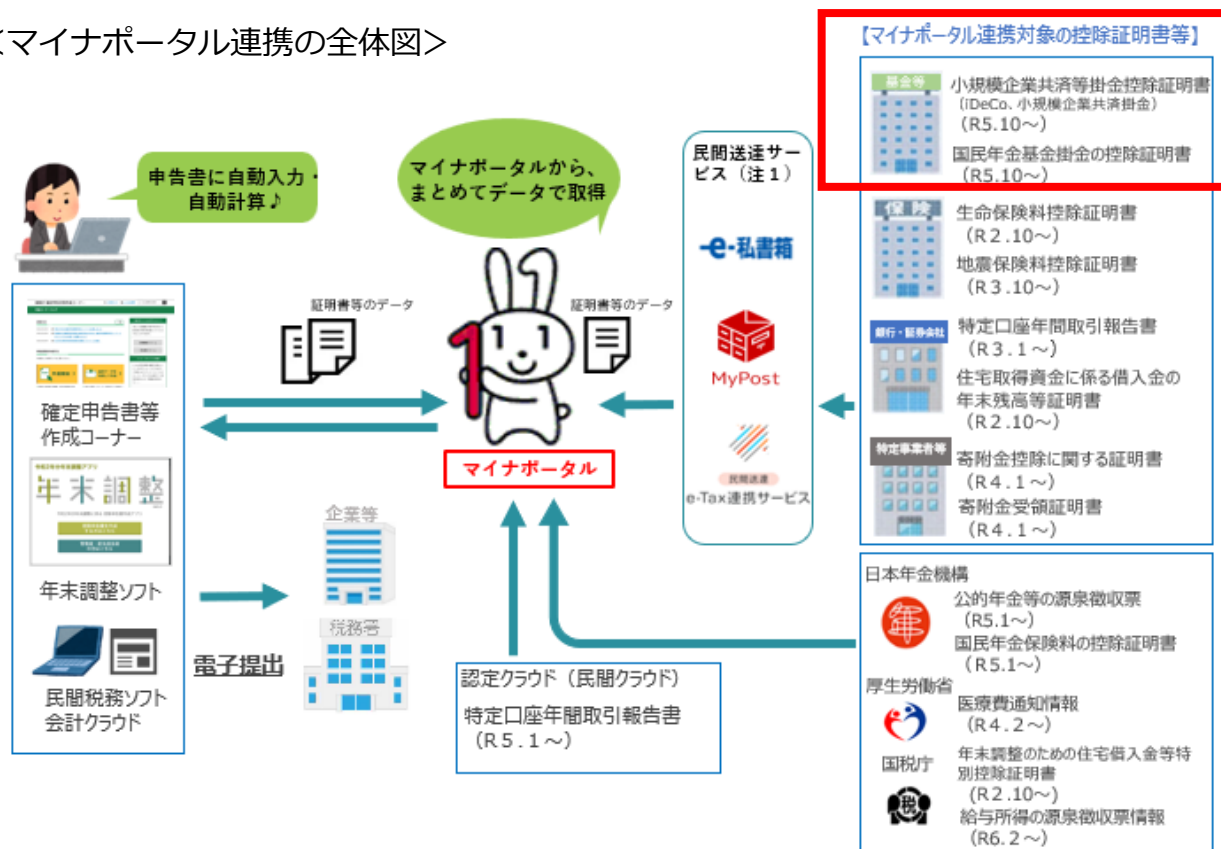 <マイナポータル連携の全体図>
【マイナポータル連携対象の控除証明書等】
基金等
小規模企業共済等掛金控除証明書
(iDeCo、小規模企業共済掛金)
(R5.10～)
国民年金基金掛金の控除証明書
(R5.10～)
保険
生命保険料控除証明書
(R2.10～)
地震保険料控除証明書
(R3.10～)
銀行・証券会社
特定口座年間取引報告書
(R3.1～)
住宅取得資金に係る借入金の
年末残高等証明書
(R2.10～)
特定事業者等
寄附金控除に関する証明書
(R4.1～)
寄附金受領証明書
(R4.1～)
民間送達サー
ビス（注１）
e-私書箱
MyPost
民間送達
e-Tax連携サービス
マイナポータルから、
まとめてデータで取得
証明書等のデータ
証明書等のデータ
1
マイナポータル
申告書に自動入力・
自動計算♪
確定申告書等
作成コーナー
年末調整
年末調整ソフト
民間税務ソフト
会計クラウド
電子提出
企業等
税務署
認定クラウド（民間クラウド）
特定口座年間取引報告書
（R5.1～）
日本年金機構
公的年金等の源泉徴収票
(R5.1～)
国民年金保険料の控除証明書
(R5.1～)
厚生労働省
医療費通知情報
(R4.2～)
国税庁
税
年末調整のための住宅借入金等特
別控除証明書
(R2.10～)
給与所得の源泉徴収票情報
(R6.2～)